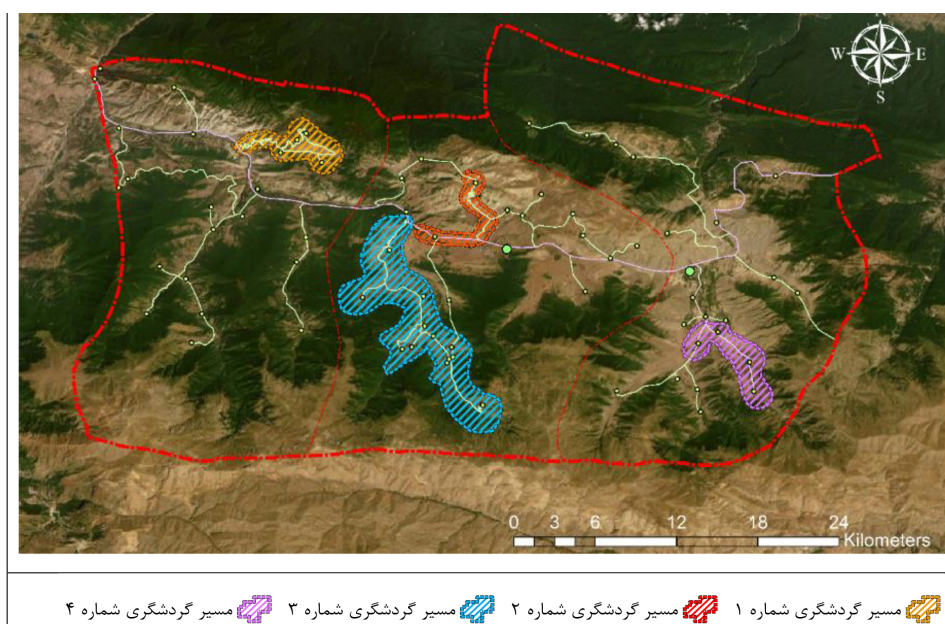 N
W E
S
0 3 6 12 18 24
Kilometers
مسیر گردشگری شماره ۱ مسیر گردشگری شماره ۲ مسیر گردشگری شماره ۳ مسیر گردشگری شماره ۴